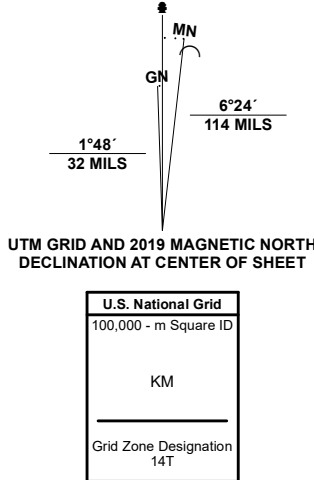 MN
GN
6°24´
114 MILS
1°48´
32 MILS
UTM GRID AND 2019 MAGNETIC NORTH
DECLINATION AT CENTER OF SHEET
U.S. National Grid
100,000 - m Square ID
KM
Grid Zone Designation
14T